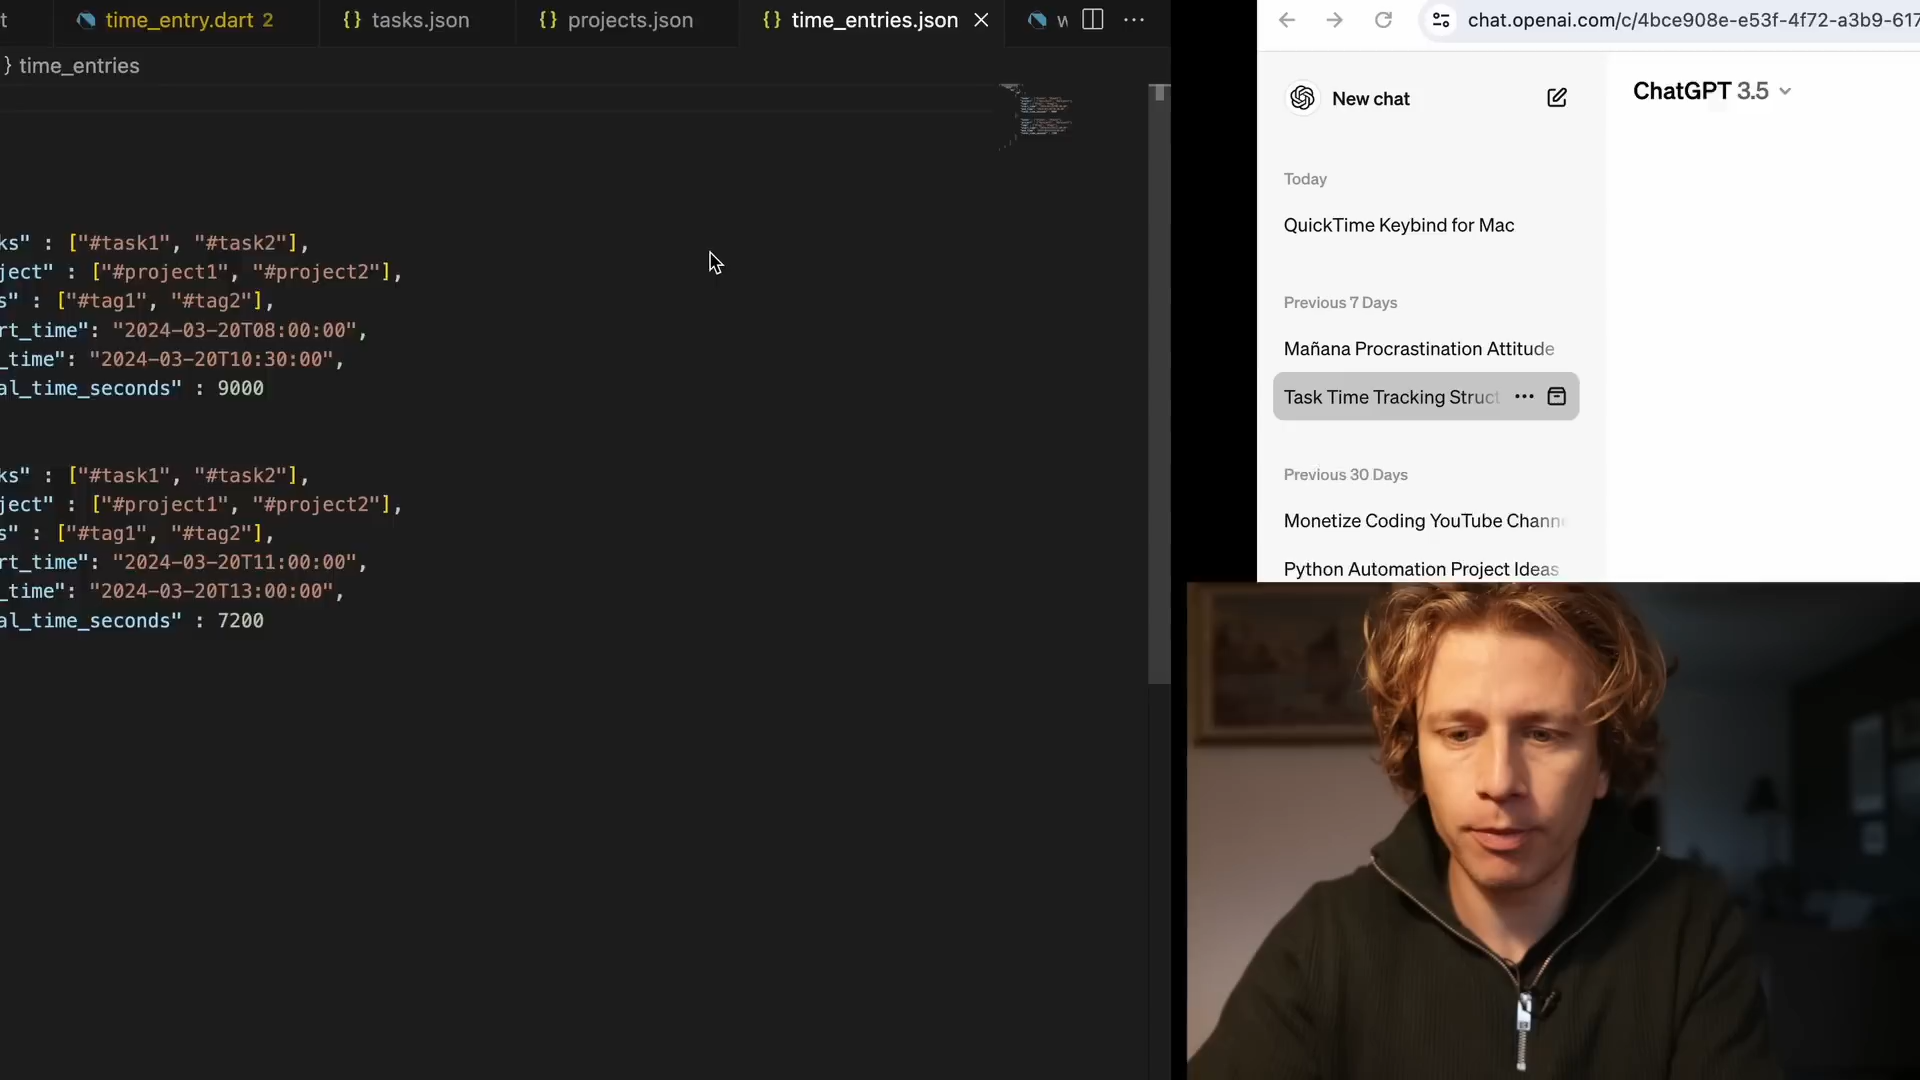 t
time_entry.dart 2
{} tasks.json
{} projects.json
{} time_entries.json
w
} time_entries
ks" : ["#task1", "#task2"],
ject" : ["#project1", "#project2"],
s" : ["#tag1", "#tag2"],
rt_time": "2024-03-20T08:00:00",
_time": "2024-03-20T10:30:00",
al_time_seconds" : 9000
ks" : ["#task1", "#task2"],
ject" : ["#project1", "#project2"],
s" : ["#tag1", "#tag2"],
rt_time": "2024-03-20T11:00:00",
_time": "2024-03-20T13:00:00",
al_time_seconds" : 7200
chat.openai.com/c/4bce908e-e53f-4f72-a3b9-617
New chat
ChatGPT 3.5
Today
QuickTime Keybind for Mac
Previous 7 Days
Mañana Procrastination Attitude
Task Time Tracking Struct
Previous 30 Days
Monetize Coding YouTube Chann
Python Automation Project Ideas